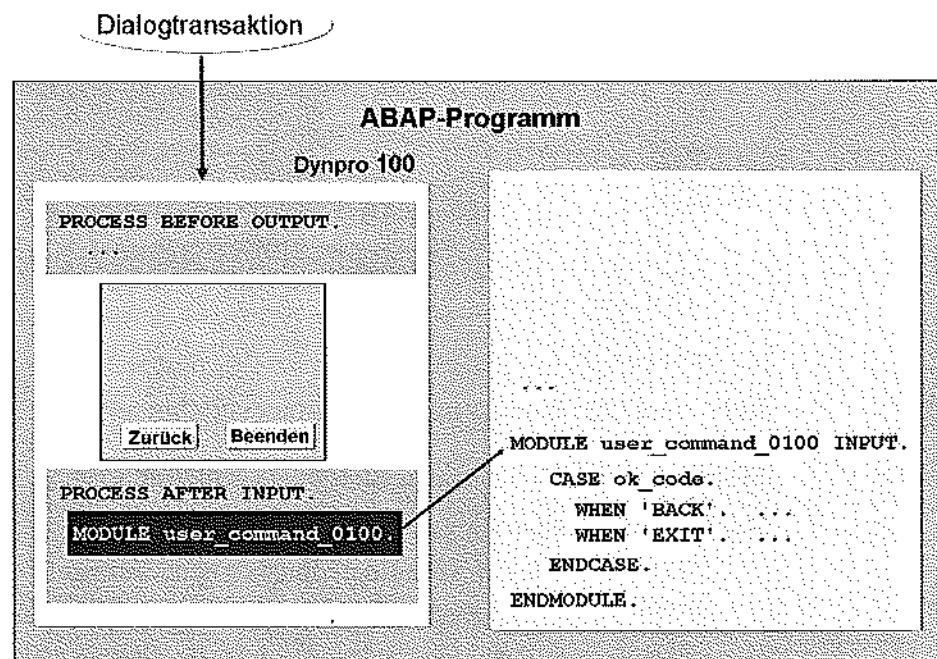 Dialogtransaktion
ABAP-Programm
Dynpro 100
PROCESS BEFORE OUTPUT.
...
Zurück
Beenden
PROCESS AFTER INPUT.
MODULE user_command_0100.
...
MODULE user_command_0100 INPUT.
CASE ok_code.
WHEN 'BACK'. ...
WHEN 'EXIT'. ...
ENDCASE.
ENDMODULE.